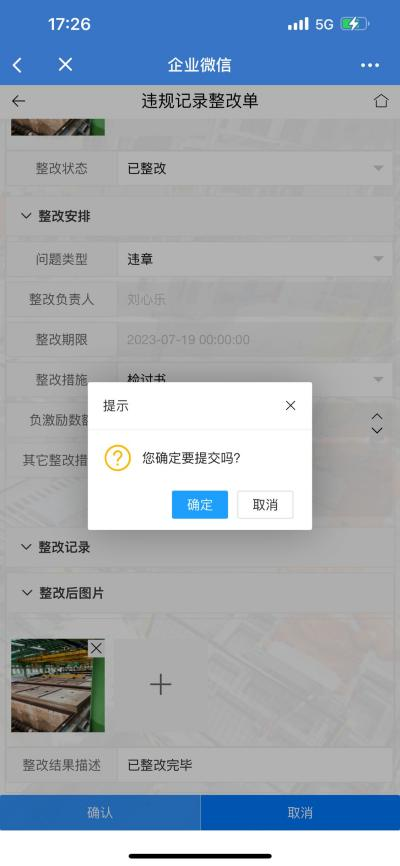 17:26
5G
企业微信
违规记录整改单
整改状态 已整改
整改安排
问题类型 违章
整改负责人 刘心乐
整改期限 2023-07-19 00:00:00
整改措施 检讨书
负激励数额
其它整改措
提示
您确定要提交吗?
确定 取消
整改记录
整改后图片
整改结果描述 已整改完毕
确认 取消